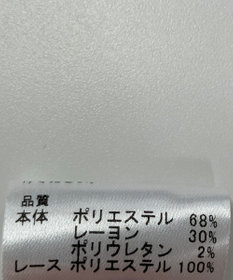 品質
本体 ポリエステル 68%
レーヨン 30%
ポリウレタン 2%
レース ポリエステル 100%